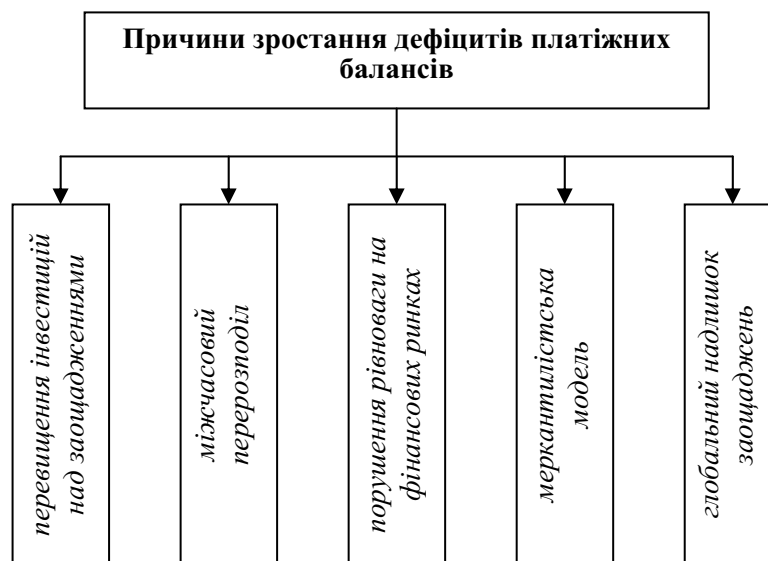 Причини зростання дефіцитів платіжних
балансів
перевищення інвестицій
над заощадженнями
міжчасовий
перерозподіл
порушення рівноваги на
фінансових ринках
меркантилістська
модель
глобальний надлишок
заощаджень